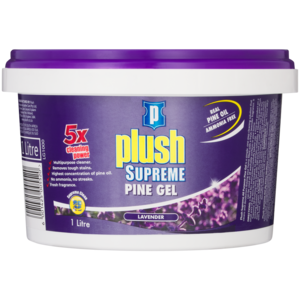 P
plush
SUPREME
PINE GEL
LAVENDER
5x
cleaning
power
Multipurpose cleaner.
Removes tough stains.
Highest concentration of pine oil.
No ammonia, no streaks.
Fresh fragrance.
1 Litre
REAL
PINE OIL
AMMONIA FREE
Litre